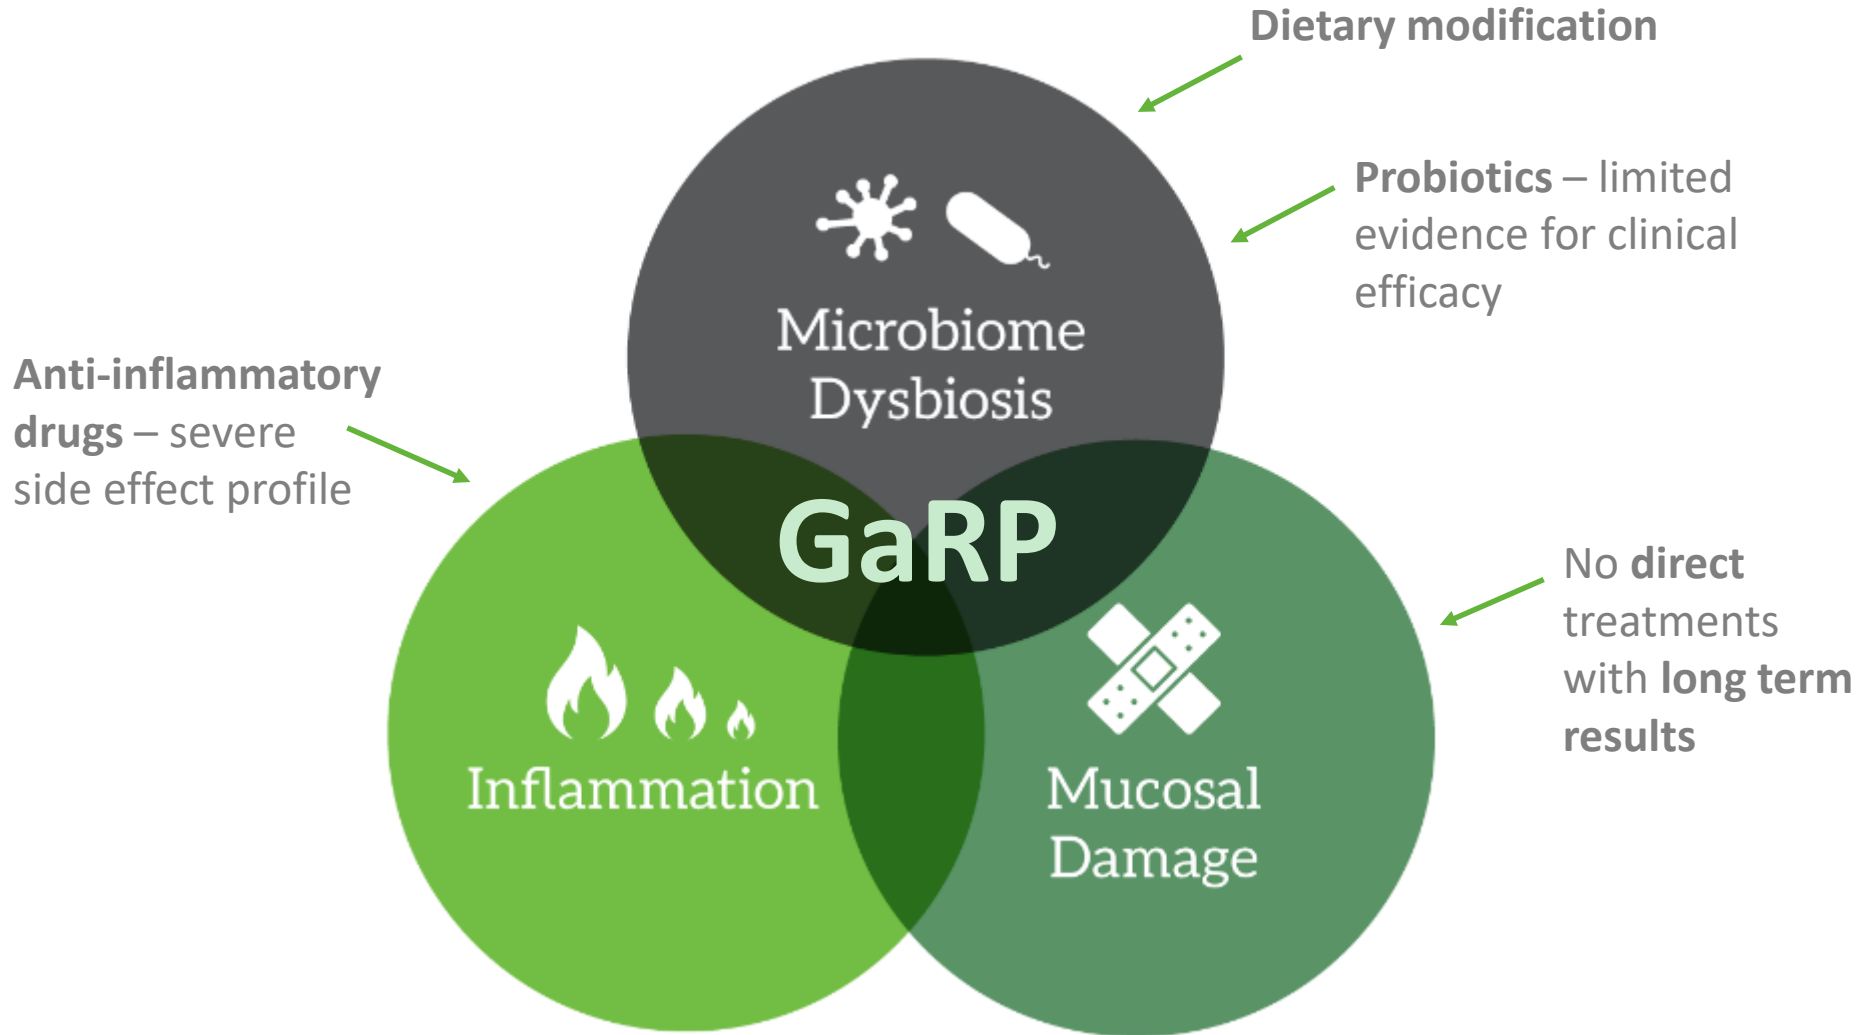 Dietary modification
Probiotics – limited
evidence for clinical
efficacy
Microbiome
Dysbiosis
Anti-inflammatory
drugs – severe
side effect profile
GaRP
No direct
treatments
with long term
results
Inflammation
Mucosal
Damage